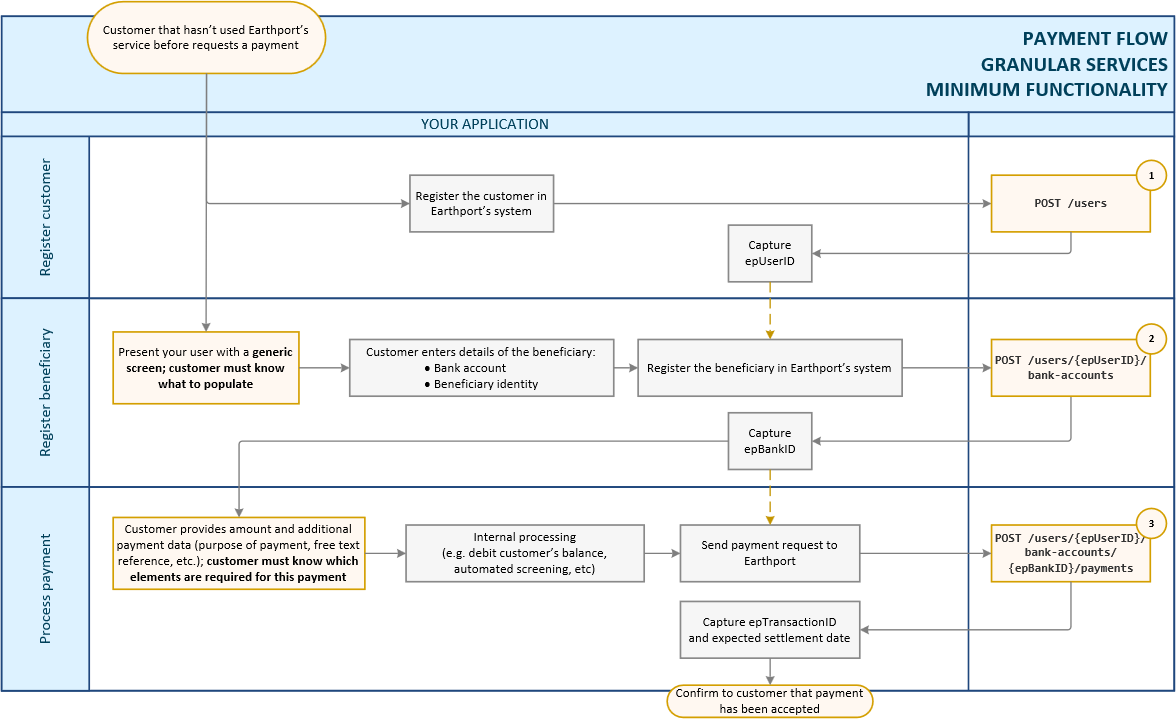 Customer that hasn't used Earthport's
service before requests a payment
PAYMENT FLOW
GRANULAR SERVICES
MINIMUM FUNCTIONALITY
YOUR APPLICATION
Register customer
Register the customer in
Earthport's system
1
POST /users
Capture
epUserID
Register beneficiary
Present your user with a generic
screen; customer must know
what to populate
Customer enters details of the beneficiary:
● Bank account
● Beneficiary identity
Register the beneficiary in Earthport's system
2
POST /users/{epUserID}/
bank-accounts
Capture
epBankID
Process payment
Customer provides amount and additional
payment data (purpose of payment, free text
reference, etc.); customer must know which
elements are required for this payment
Internal processing
(e.g. debit customer's balance,
automated screening, etc)
Send payment request to
Earthport
3
POST /users/{epUserID}/
bank-accounts/
{epBankID}/payments
Capture epTransactionID
and expected settlement date
Confirm to customer that payment
has been accepted